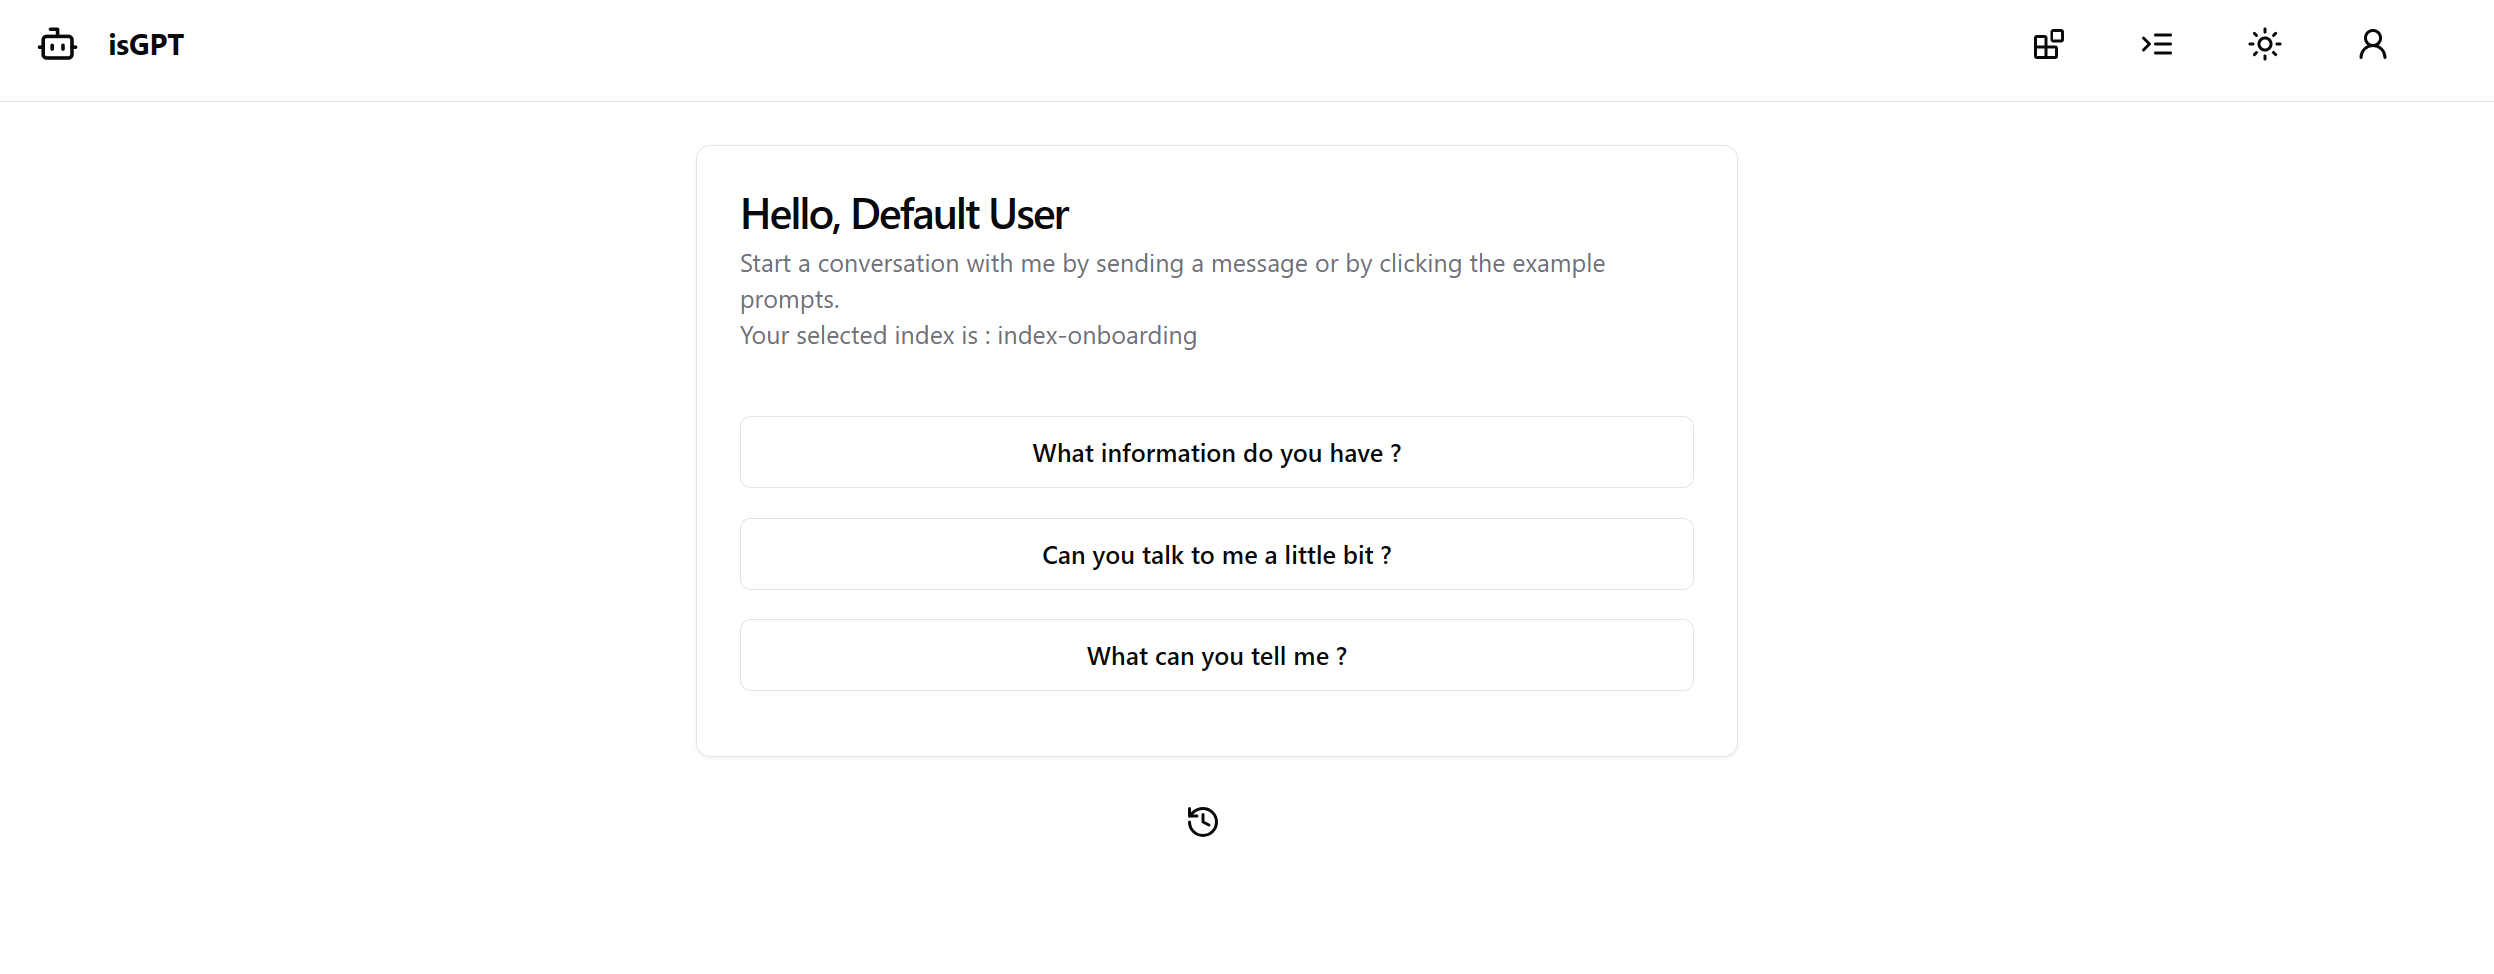 isGPT
Hello, Default User
Start a conversation with me by sending a message or by clicking the example
prompts.
Your selected index is : index-onboarding
What information do you have ?
Can you talk to me a little bit ?
What can you tell me ?